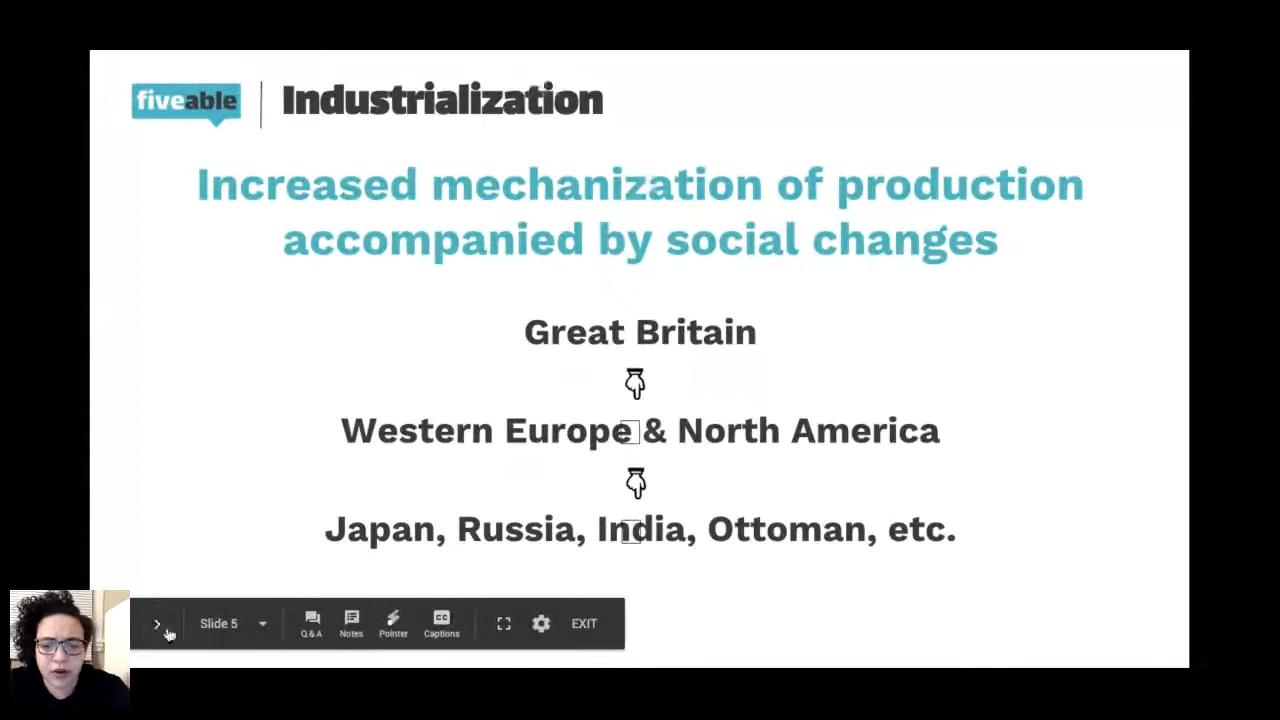 fiveable
Industrialization
Increased mechanization of production
accompanied by social changes
Great Britain
Western Europe & North America
Japan, Russia, India, Ottoman, etc.
Slide 5
Q & A
Notes
Pointer
Captions
EXIT